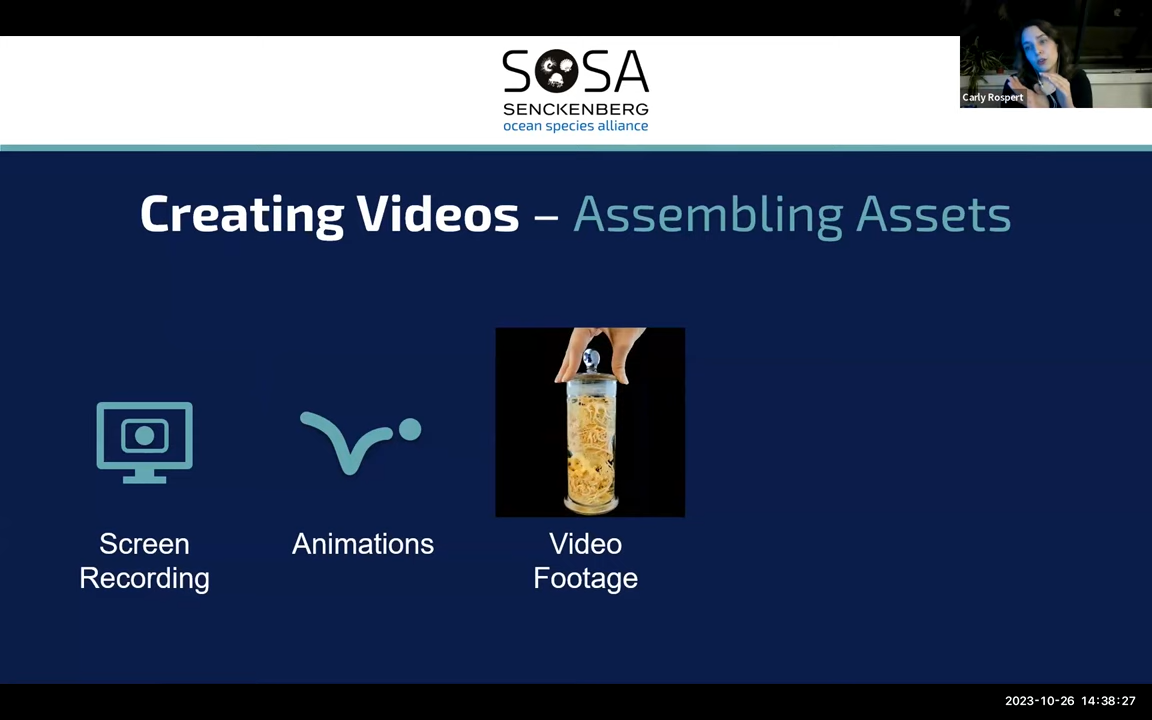 SOSA
SENCKENBERG
ocean species alliance
Carly Rospert
Creating Videos – Assembling Assets
Screen
Recording
Animations
Video
Footage
2023-10-26 14:38:27